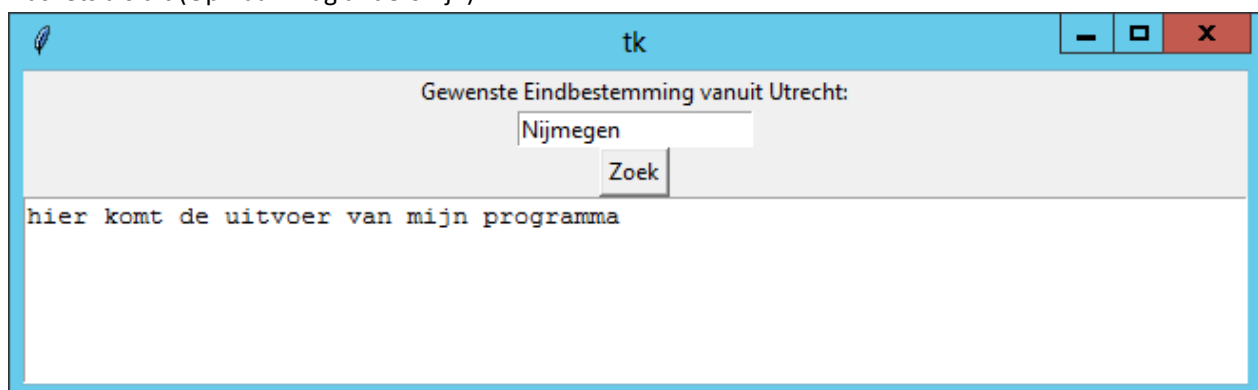 tk
Gewenste Eindbestemming vanuit Utrecht:
Nijmegen
Zoek
hier komt de uitvoer van mijn programma